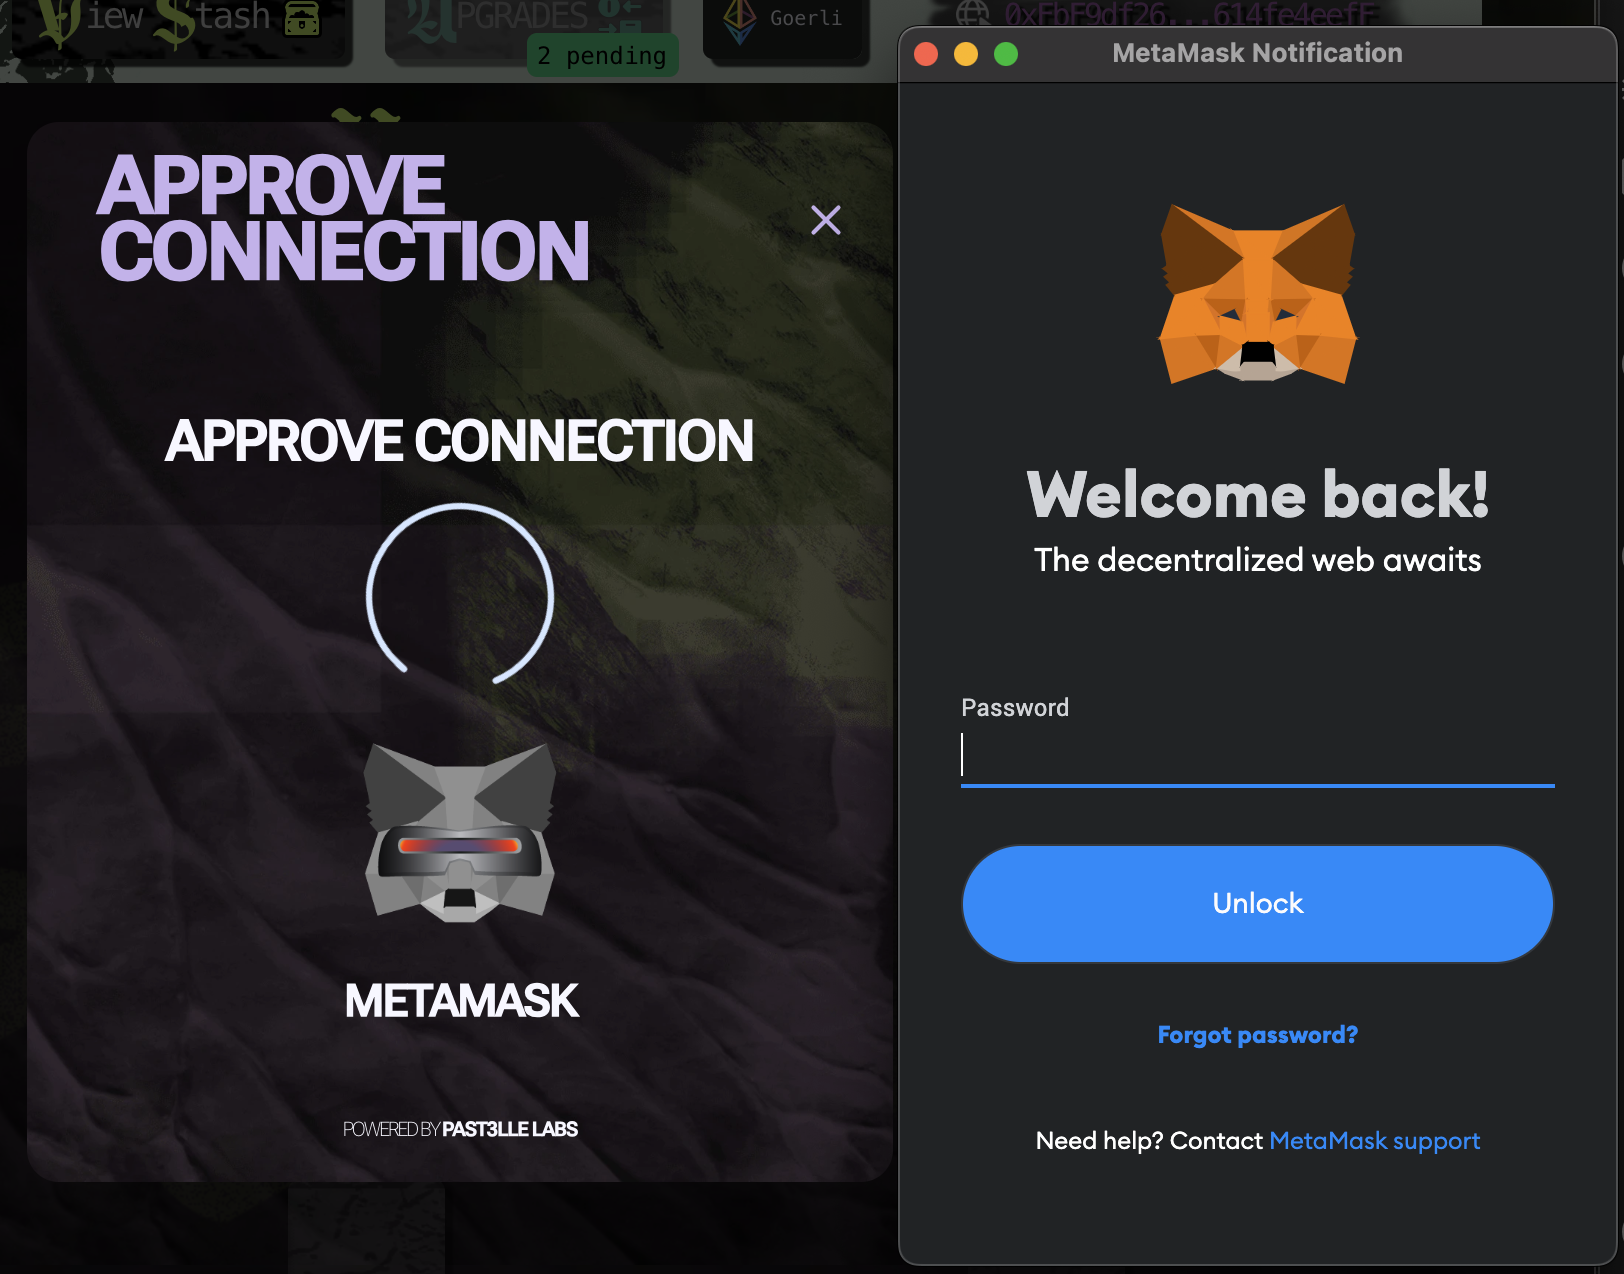 View Stash
UPGRADES
2 pending
Goerli
0xFbF9df26...614fe4eefF
APPROVE
CONNECTION
APPROVE CONNECTION
METAMASK
POWERED BY PAST3LLE LABS
MetaMask Notification
Welcome back!
The decentralized web awaits
Password
Unlock
Forgot password?
Need help? Contact MetaMask support